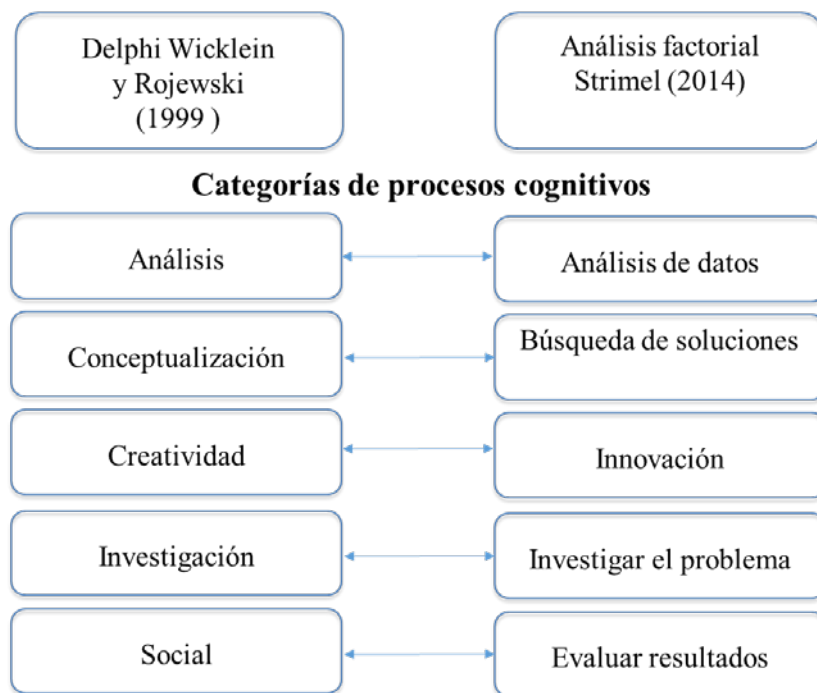 Delphi Wicklein
y Rojewski
(1999 )
Análisis factorial
Strimel (2014)
Categorías de procesos cognitivos
Análisis
Análisis de datos
Conceptualización
Búsqueda de soluciones
Creatividad
Innovación
Investigación
Investigar el problema
Social
Evaluar resultados